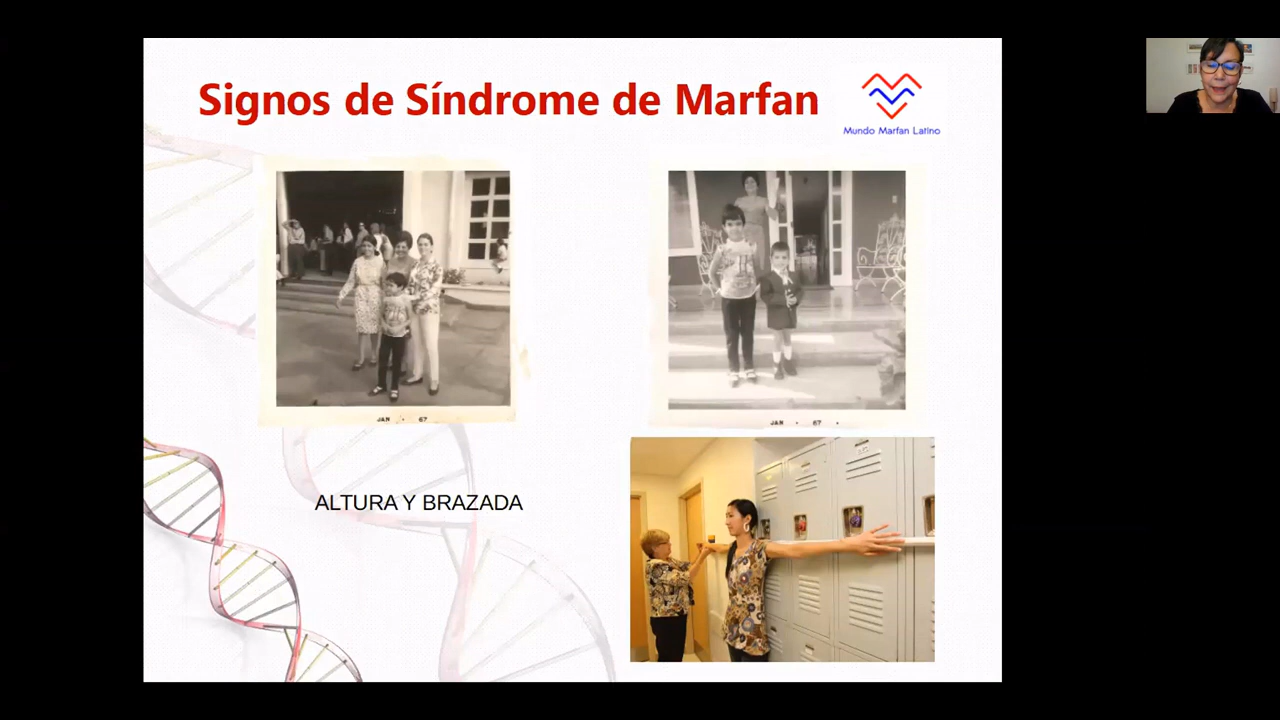 Signos de Síndrome de Marfan
Mundo Marfan Latino
JAN • 67
JAN • 67 •
ALTURA Y BRAZADA